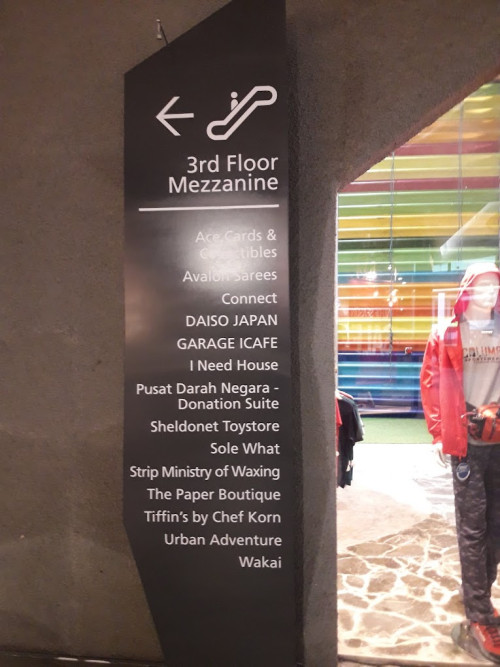 3rd Floor
Mezzanine
Ace Cards &
Collectibles
Avalon Sarees
Connect
DAISO JAPAN
GARAGE ICAFE
I Need House
Pusat Darah Negara -
Donation Suite
Sheldonet Toystore
Sole What
Strip Ministry of Waxing
The Paper Boutique
Tiffin's by Chef Korn
Urban Adventure
Wakai